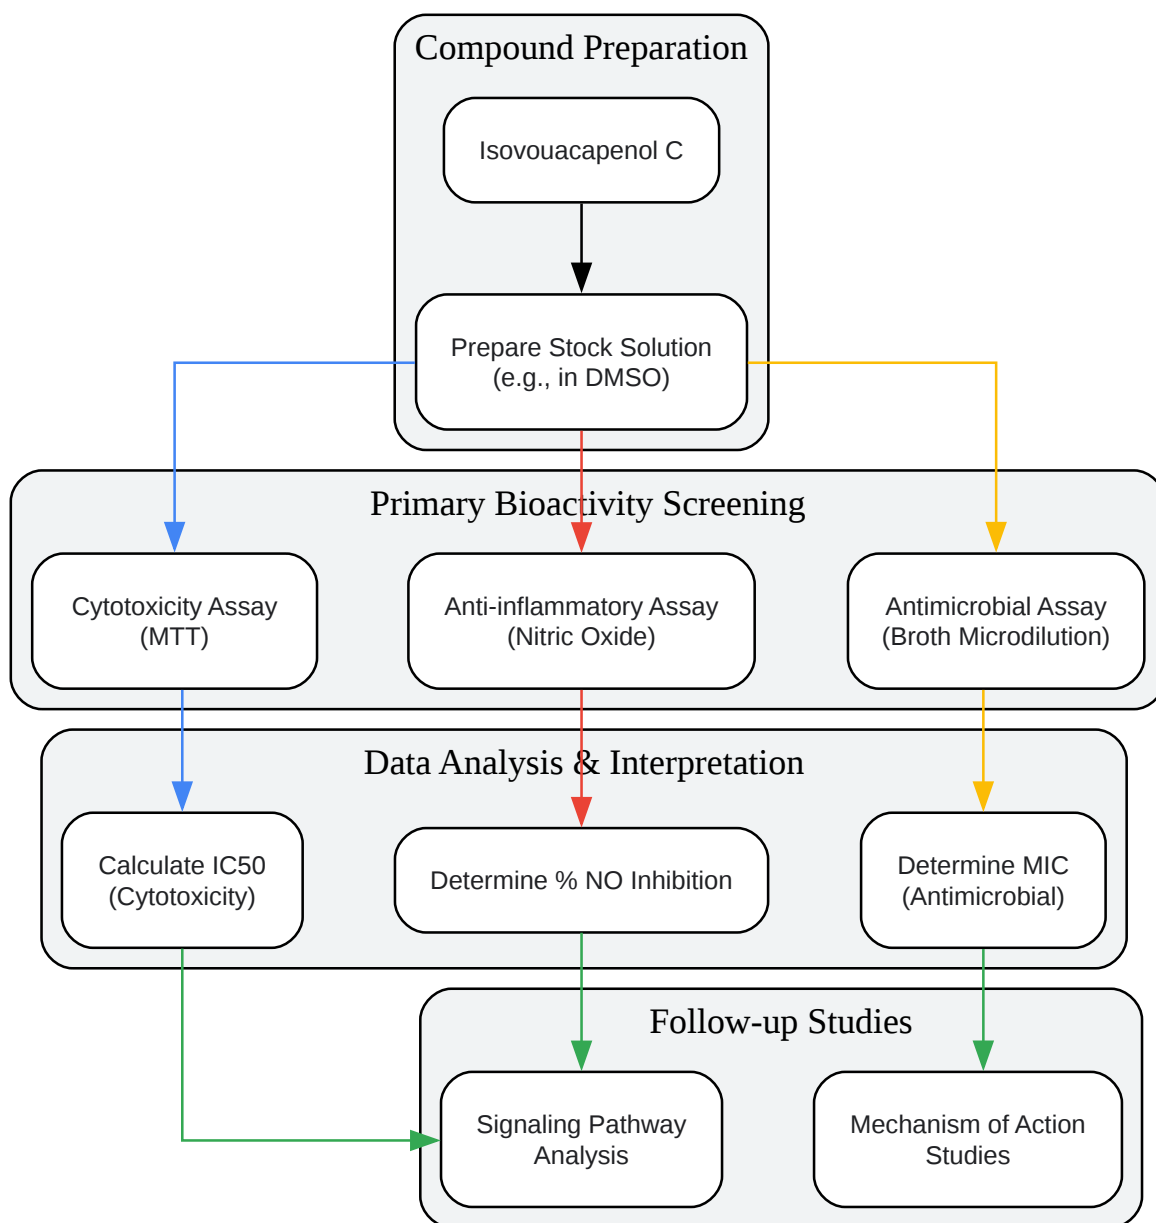 Compound Preparation
Isovouacapenol C
Prepare Stock Solution
(e.g., in DMSO)
Primary Bioactivity Screening
Cytotoxicity Assay
(MTT)
Anti-inflammatory Assay
(Nitric Oxide)
Antimicrobial Assay
(Broth Microdilution)
Data Analysis & Interpretation
Calculate IC50
(Cytotoxicity)
Determine % NO Inhibition
Determine MIC
(Antimicrobial)
Follow-up Studies
Signaling Pathway
Analysis
Mechanism of Action
Studies